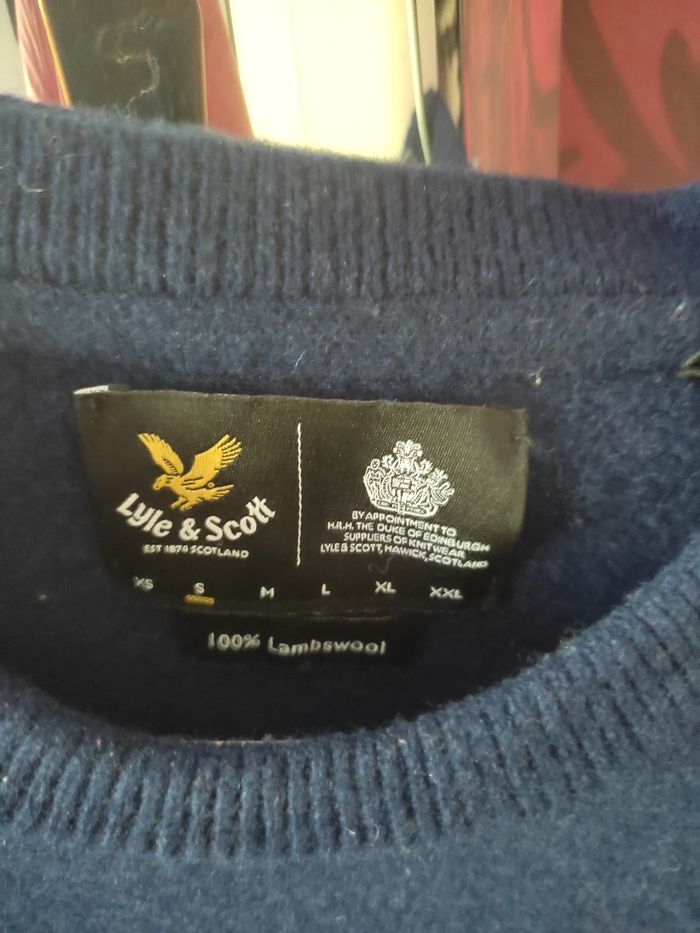 Lyle & Scott
EST 1874 SCOTLAND
BY APPOINTMENT TO
H.R.H. THE DUKE OF EDINBURGH
SUPPLIERS OF KNITWEAR
LYLE & SCOTT, HAWICK, SCOTLAND
XS S M L XL XXL
100% Lambswool